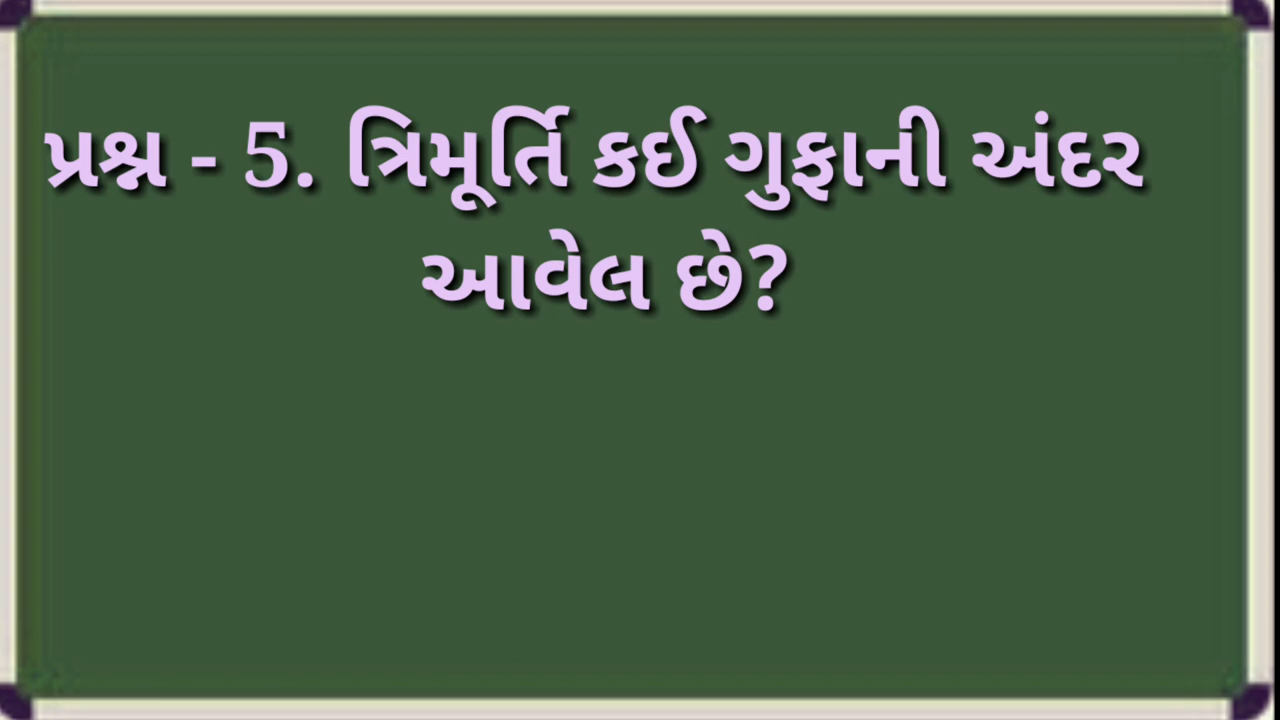 પ્રશ્ન - 5. ત્રિમૂર્તિ કઈ ગુફાની અંદર
આવેલ છે?